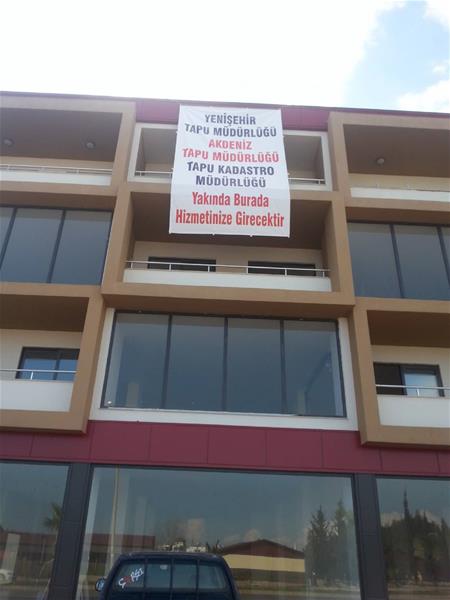 YENİŞEHİR
TAPU MÜDÜRLÜĞÜ
AKDENİZ
TAPU MÜDÜRLÜĞÜ
TAPU KADASTRO
MÜDÜRLÜĞÜ
Yakında Burada
Hizmetinize Girecektir